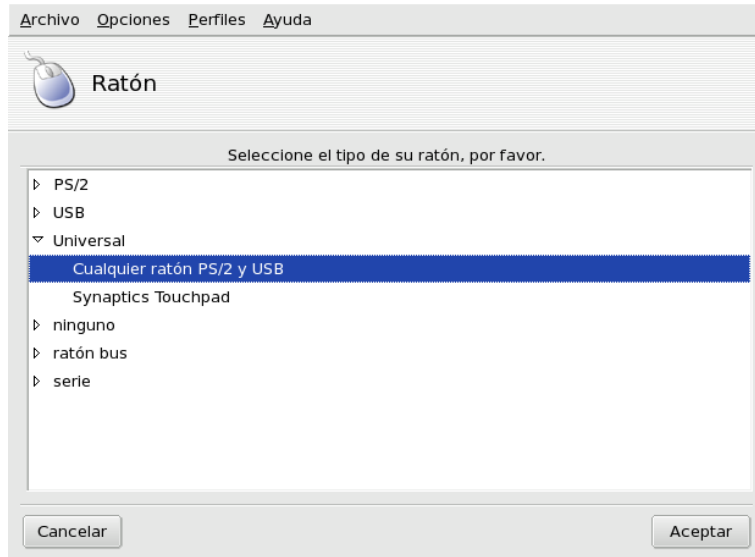 Archivo Opciones Perfiles Ayuda
Ratón
Seleccione el tipo de su ratón, por favor.
PS/2
USB
Universal
Cualquier ratón PS/2 y USB
Synaptics Touchpad
ninguno
ratón bus
serie
Cancelar Aceptar